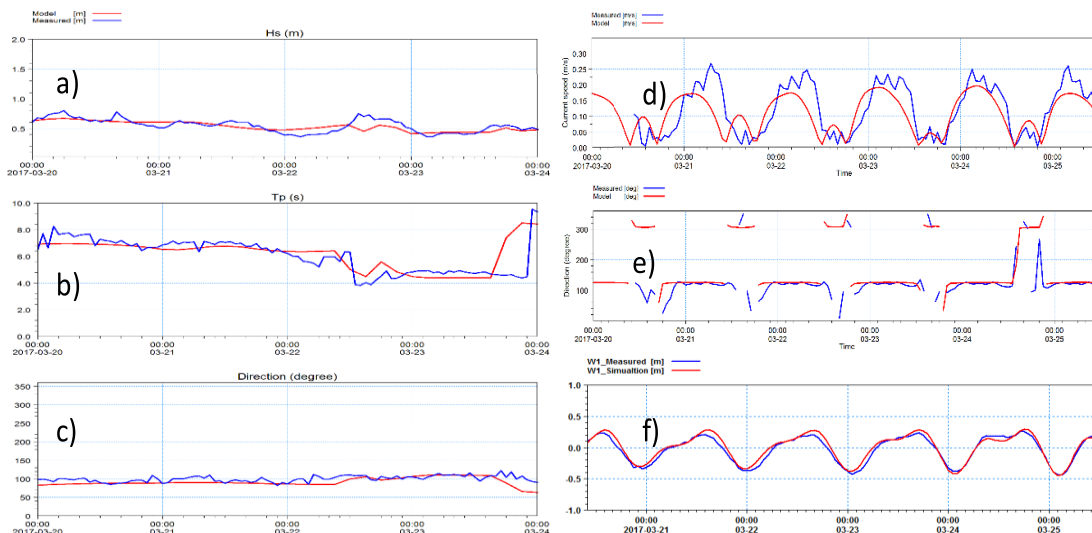 Model [m]
Measured [m]
Hs (m)
a)
2.0
1.5
1.0
0.5
00:00 00:00 00:00 00:00 00:00
2017-03-20 03-21 03-22 03-23 03-24
Tp (s)
b)
10.0
8.0
6.0
4.0
2.0
0.0
00:00 00:00 00:00 00:00 00:00
2017-03-20 03-21 03-22 03-23 03-24
Direction (degree)
c)
350
300
250
200
150
100
50
0
00:00 00:00 00:00 00:00 00:00
2017-03-20 03-21 03-22 03-23 03-24
Measured [m/s]
Model [m/s]
d)
Current speed (m/s)
0.30
0.25
0.20
0.15
0.10
0.05
0.00
00:00 00:00 00:00 00:00 00:00 00:00
2017-03-20 03-21 03-22 03-23 03-24 03-25
Time
Measured [deg]
Model [deg]
e)
Direction (degree)
300
200
100
00:00 00:00 00:00 00:00 00:00 00:00
2017-03-20 03-21 03-22 03-23 03-24 03-25
Time
W1_Measured [m]
W1_Simualtion [m]
f)
1.0
0.5
0.0
-0.5
-1.0
00:00 00:00 00:00 00:00 00:00
2017-03-21 03-22 03-23 03-24 03-25